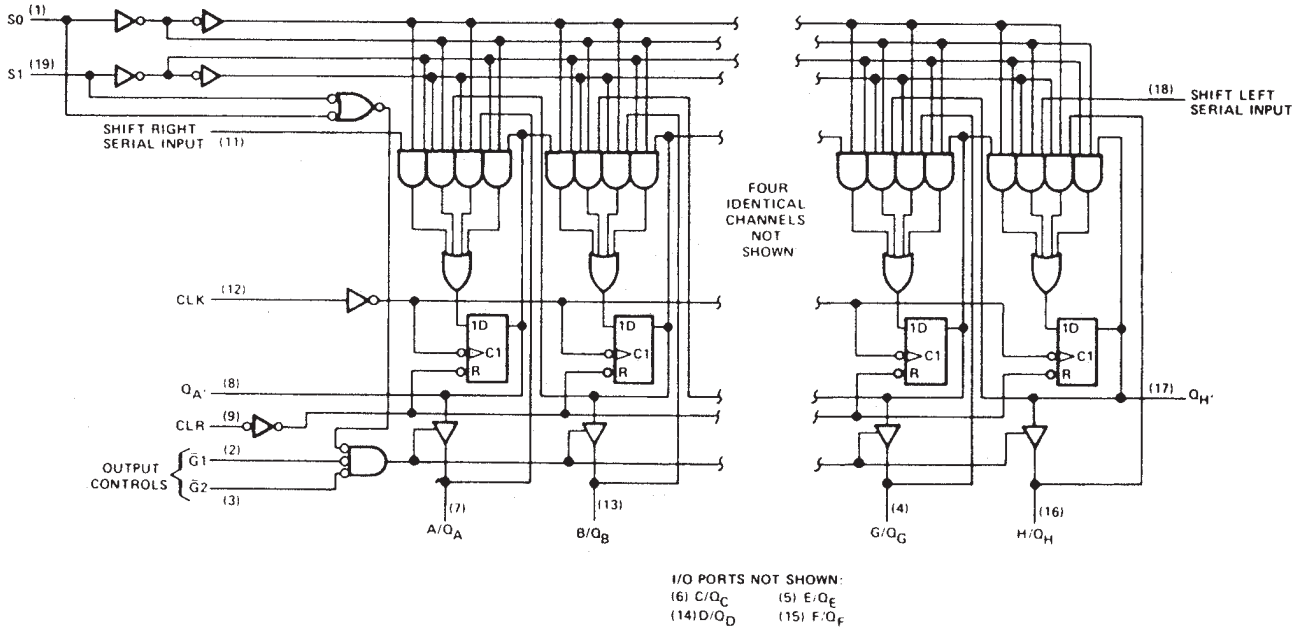 S0 (1)
S1 (19)
SHIFT RIGHT
SERIAL INPUT (11)
(18) SHIFT LEFT
SERIAL INPUT
FOUR
IDENTICAL
CHANNELS
NOT
SHOWN
CLK (12)
1D
C1
R
1D
C1
R
1D
C1
R
1D
C1
R
QA' (8)
(17) QH'
CLR (9)
OUTPUT
CONTROLS
G̅1 (2)
G̅2
(3)
(7)
A/QA
(13)
B/QB
(4)
G/QG
(16)
H/QH
I/O PORTS NOT SHOWN:
(6) C/QC (5) E/QE
(14) D/QD (15) F/QF